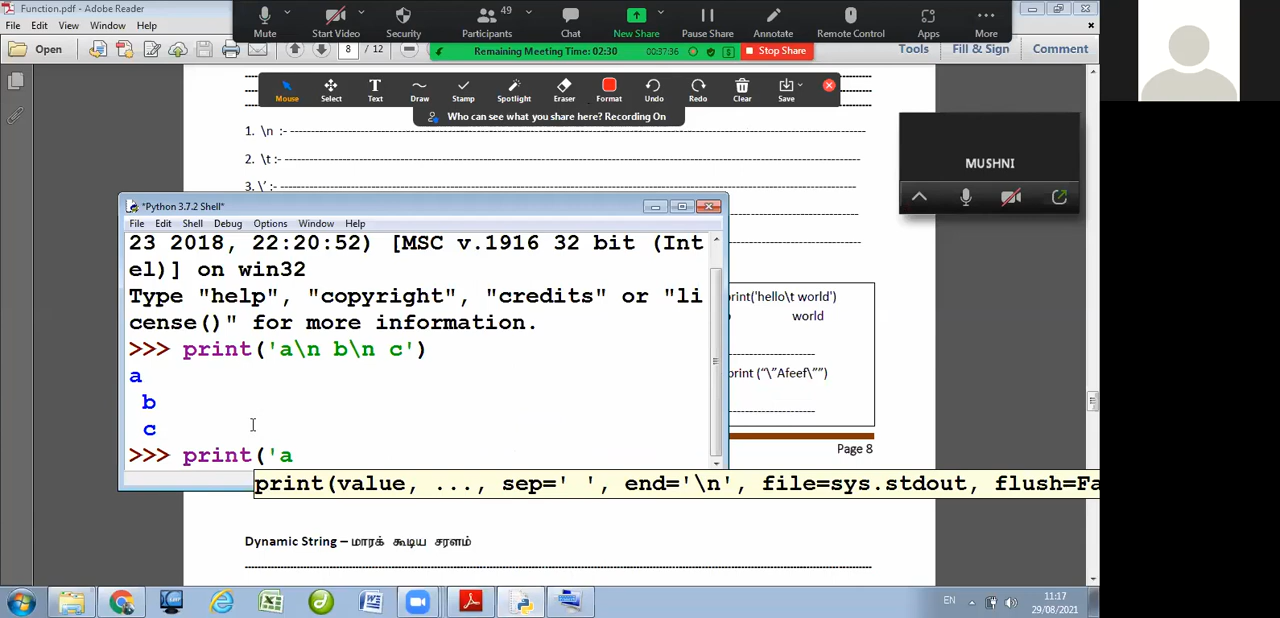 Function.pdf - Adobe Reader
File Edit View Window Help
Mute Start Video Security Participants 49 Chat New Share Pause Share Annotate Remote Control Apps More
Open 8 / 12 Remaining Meeting Time: 02:30 00:37:36 Stop Share Tools Fill & Sign Comment
Mouse Select Text Draw Stamp Spotlight Eraser Format Undo Redo Clear Save
Who can see what you share here? Recording On
1. \n :-
2. \t :-
3. \' :-
MUSHNI
*Python 3.7.2 Shell*
File Edit Shell Debug Options Window Help
23 2018, 22:20:52) [MSC v.1916 32 bit (Int
el)] on win32
Type "help", "copyright", "credits" or "li
cense()" for more information.
>>> print('a\n b\n c')
a
b
c
>>> print('a
print(value, ..., sep=' ', end='\n', file=sys.stdout, flush=Fa
rint('hello\t world')
world
print (“\”Afeef\””)
Page 8
Dynamic String – மாரக் கூடிய சரளம்
EN
11:17
29/08/2021